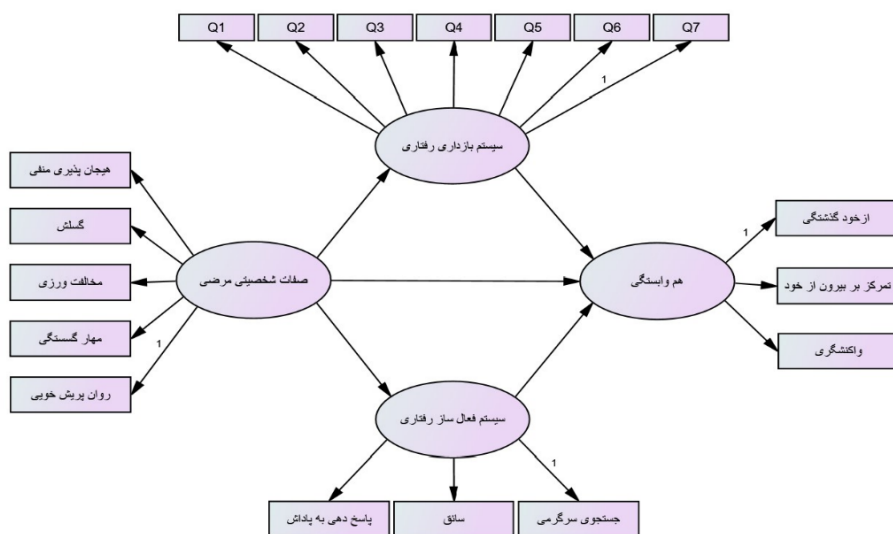 Q1 Q2 Q3 Q4 Q5 Q6 Q7
1
سیستم بازداری رفتاری
هیجان پذیری منفی
گسلش
مخالفت ورزی
مهار گسستگی
روان پریش خویی
1
صفات شخصیتی مرضی
هم وابستگی
1
ازخود گذشتگی
تمرکز بر بیرون از خود
واکنشگری
سیستم فعال ساز رفتاری
1
پاسخ دهی به پاداش
سائق
جستجوی سرگرمی